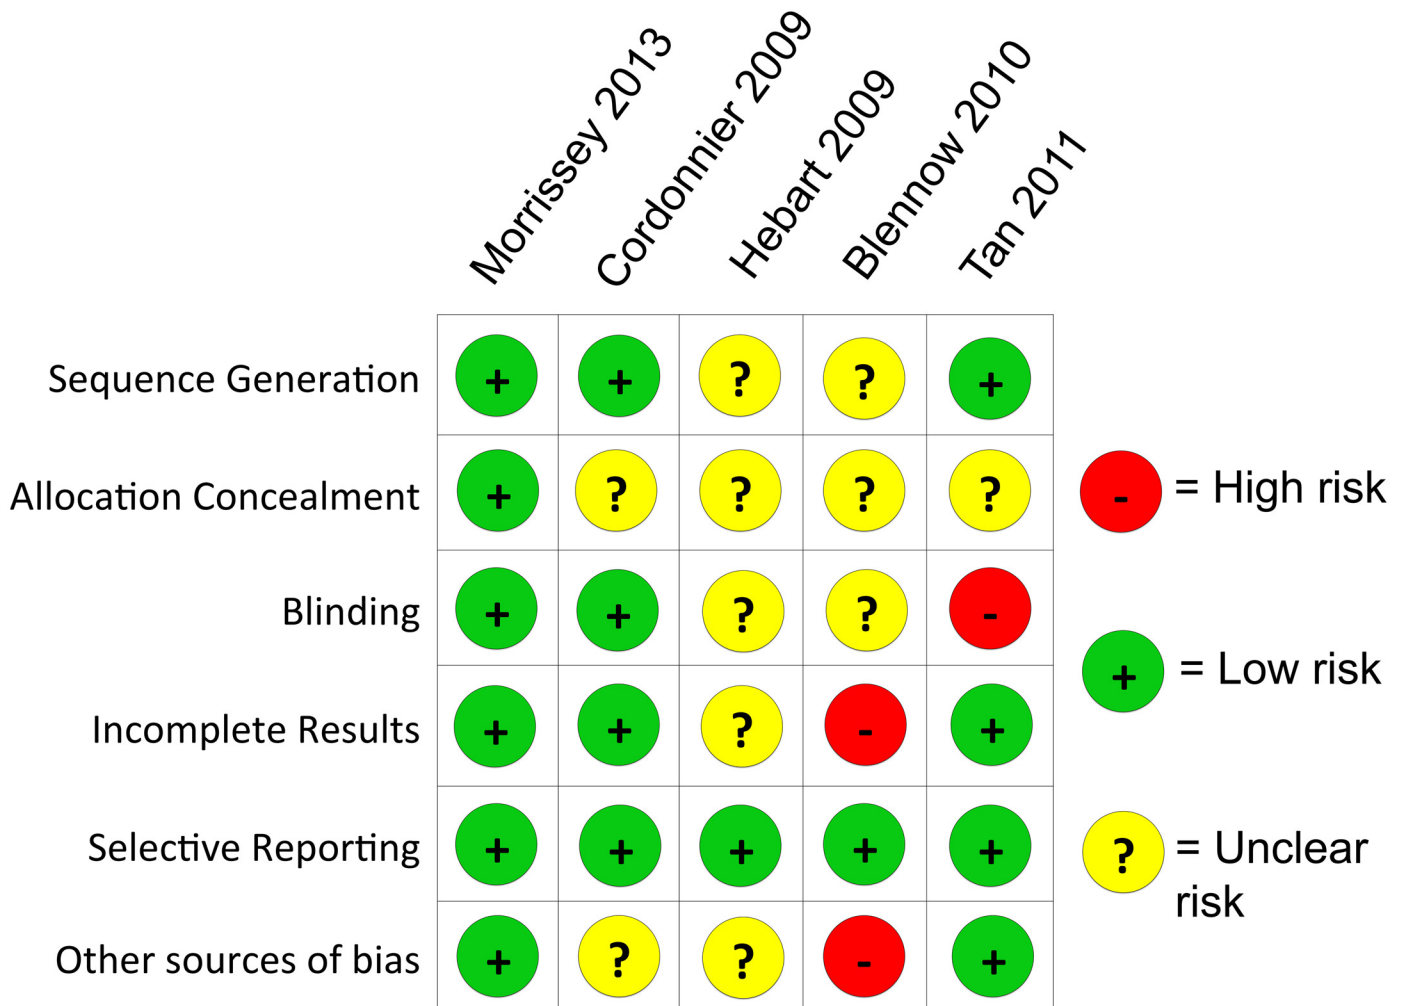 Morrissey 2013
Cordonnier 2009
Hebart 2009
Blennow 2010
Tan 2011
Sequence Generation + + ? ? +
Allocation Concealment + ? ? ? ?
- = High risk
Blinding + + ? ? -
+ = Low risk
Incomplete Results + + ? - +
Selective Reporting + + + + +
? = Unclear
risk
Other sources of bias + ? ? - +